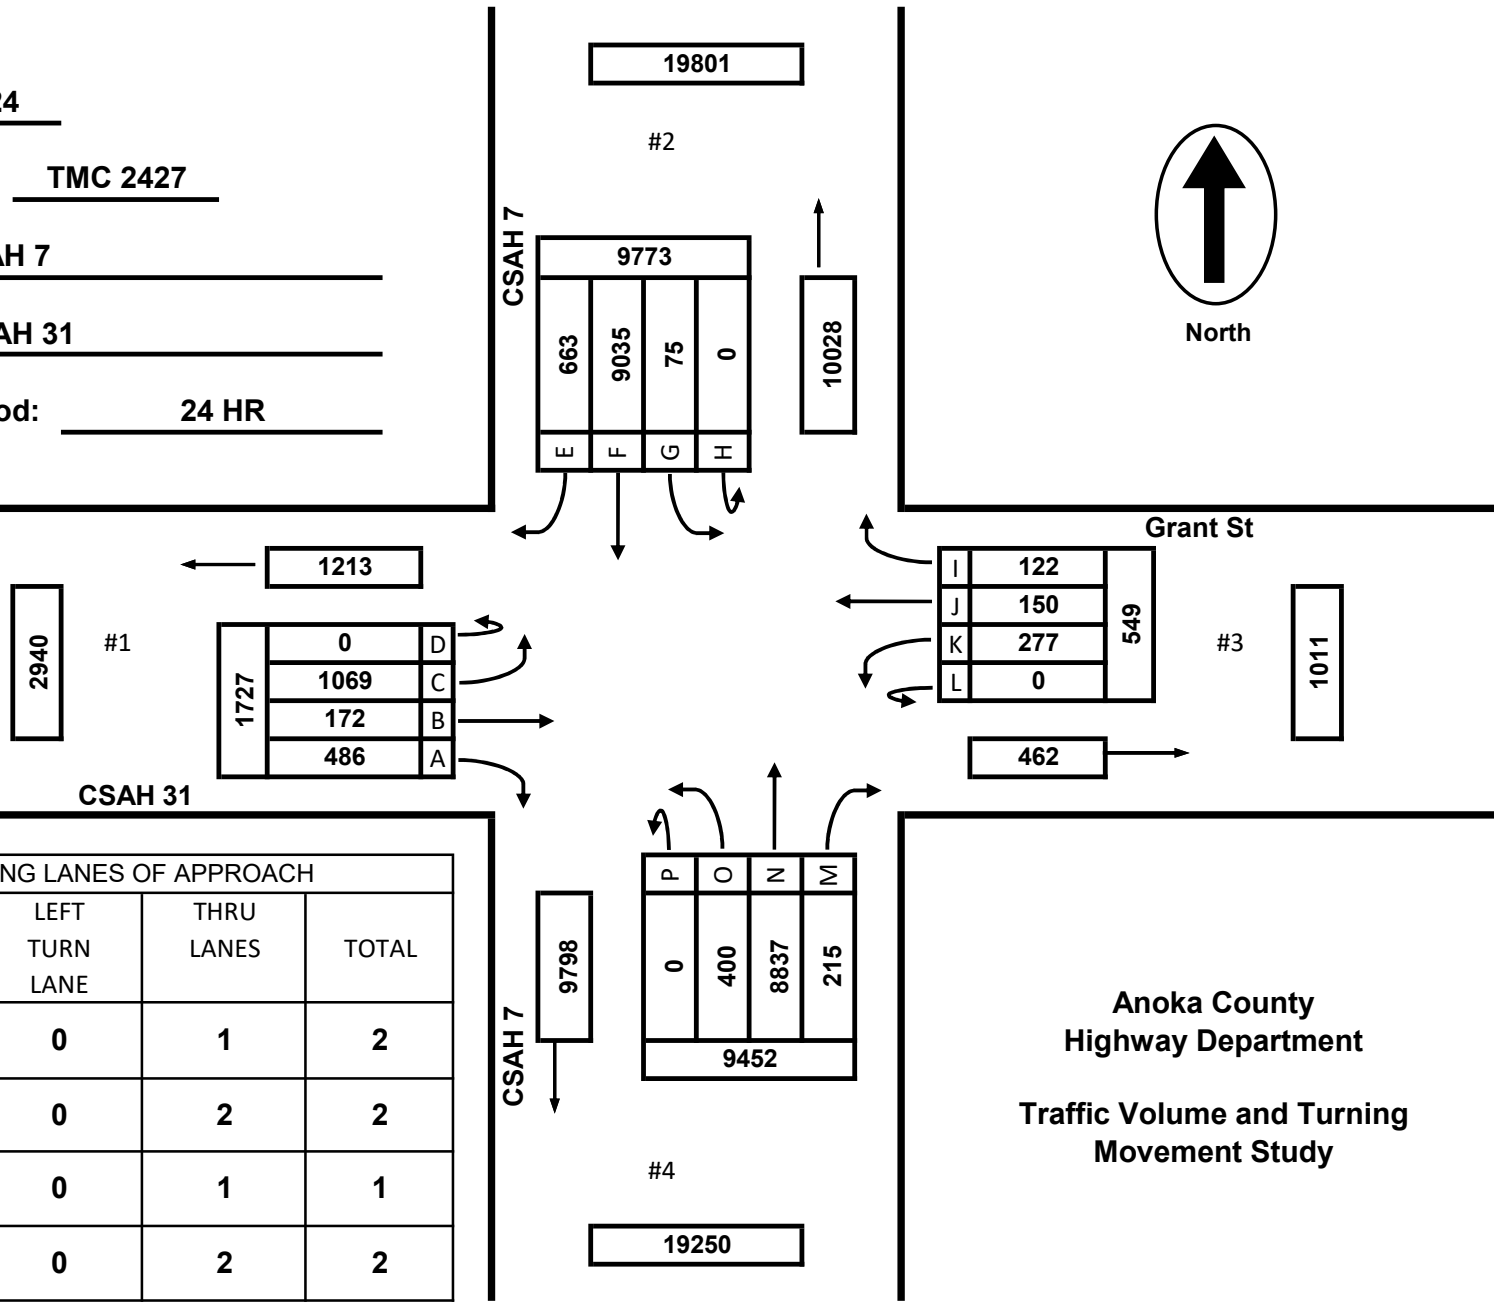 24
TMC 2427
AH 7
AH 31
od: 24 HR
19801
#2
CSAH 7
9773
663 9035 75 0
E F G H
10028
North
1213
2940
#1
1727
0 D
1069 C
172 B
486 A
CSAH 31
Grant St
I 122
J 150
K 277
L 0
549
#3
1011
462
P O N M
0 400 8837 215
9452
9798
CSAH 7
#4
19250
NG LANES OF APPROACH
LEFT TURN LANE
THRU LANES
TOTAL
0 1 2
0 2 2
0 1 1
0 2 2
Anoka County
Highway Department
Traffic Volume and Turning
Movement Study